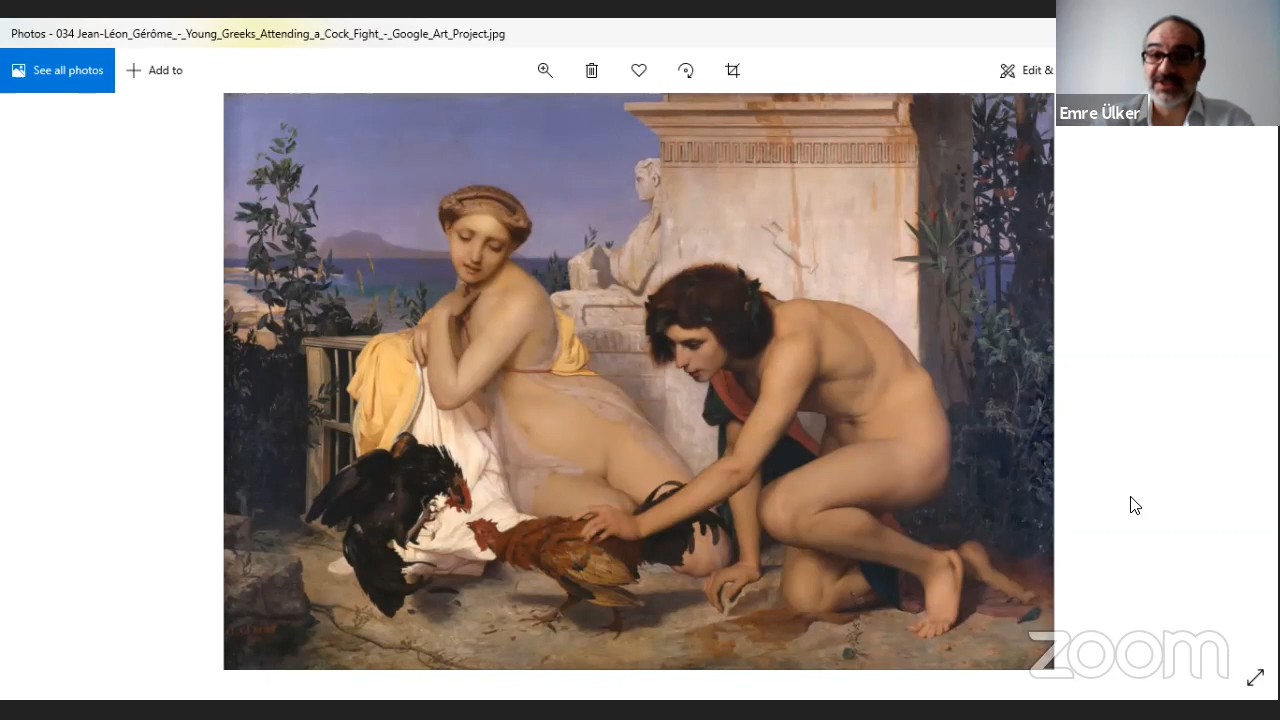 Photos - 034 Jean-Léon_Gérôme_-_Young_Greeks_Attending_a_Cock_Fight_-_Google_Art_Project.jpg
See all photos
Add to
Edit &
Emre Ülker
zoom